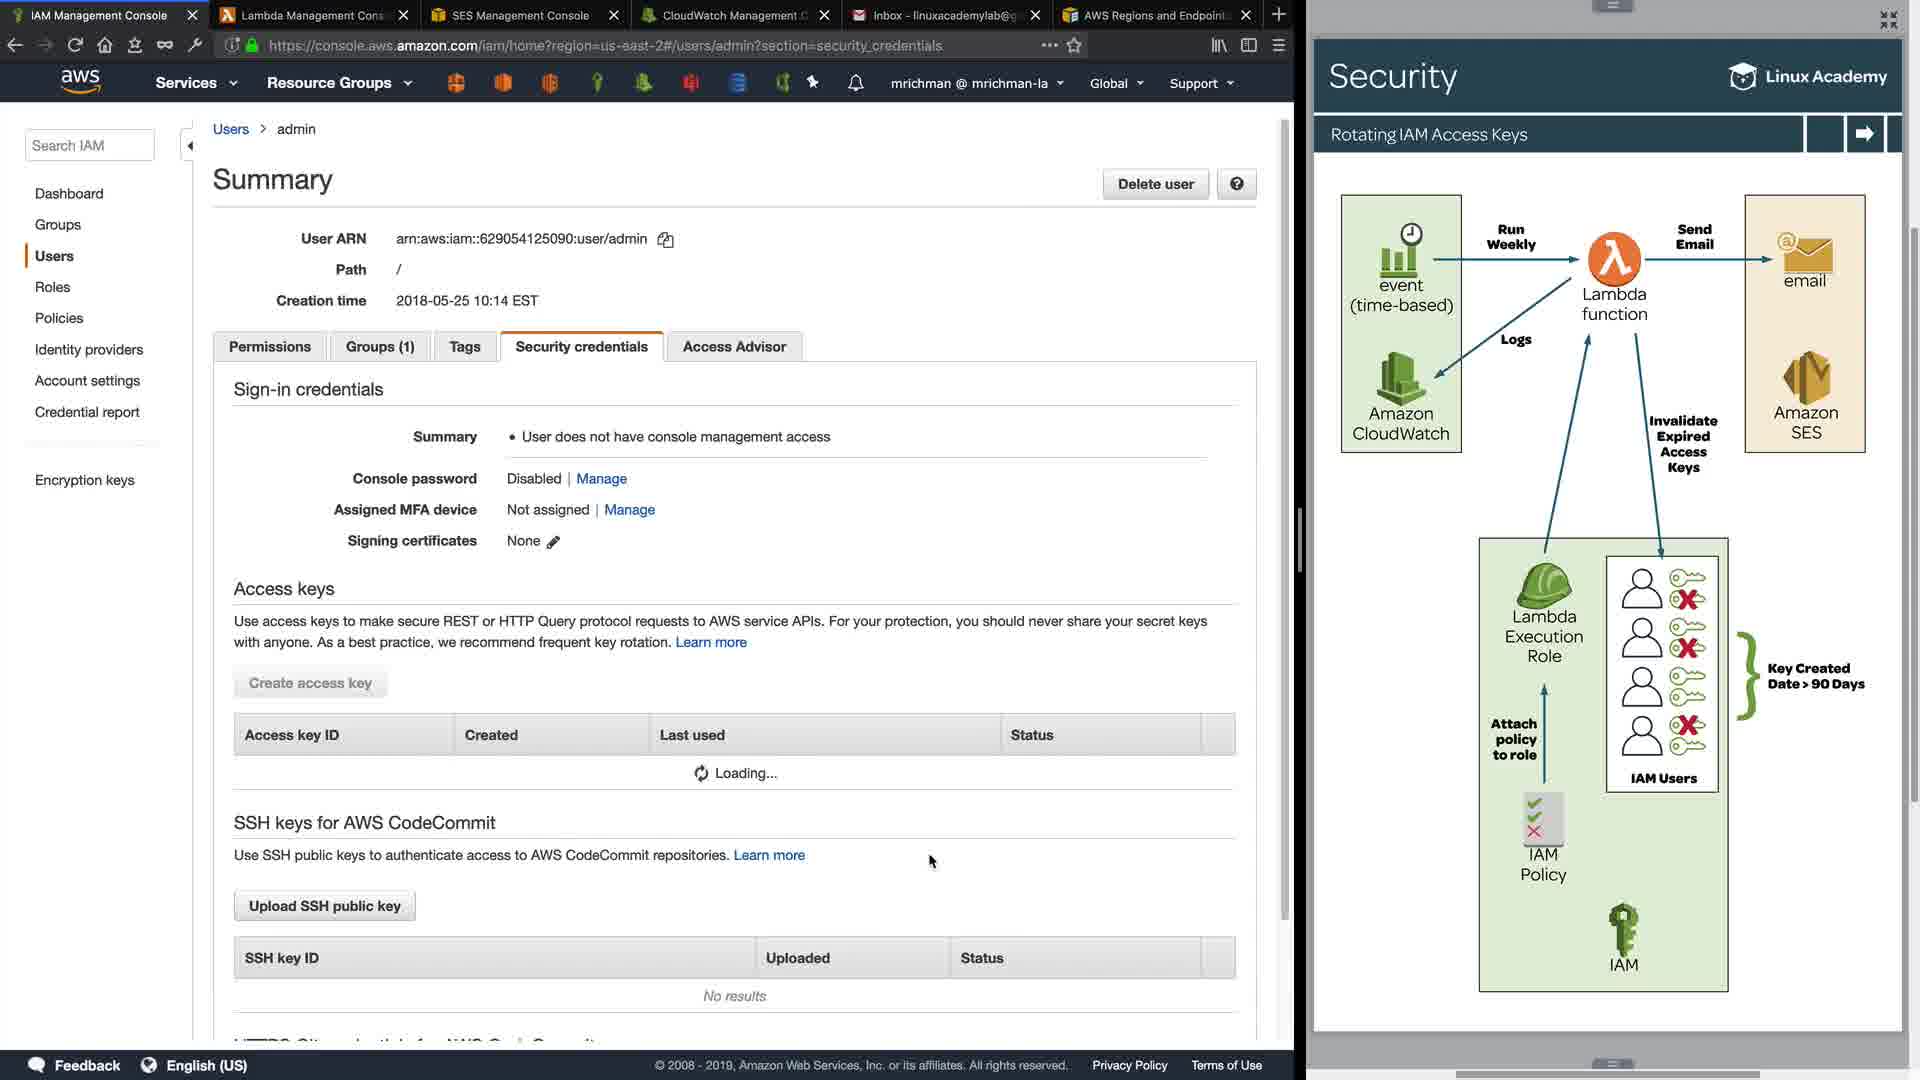 IAM Management Console
Lambda Management Cons
SES Management Console
CloudWatch Management C
Inbox - linuxacademylab@g
AWS Regions and Endpoint
https://console.aws.amazon.com/iam/home?region=us-east-2#/users/admin?section=security_credentials
aws
Services
Resource Groups
mrichman @ mrichman-la
Global
Support
Search IAM
Dashboard
Groups
Users
Roles
Policies
Identity providers
Account settings
Credential report
Encryption keys
Users > admin
Summary
Delete user
User ARN arn:aws:iam::629054125090:user/admin
Path /
Creation time 2018-05-25 10:14 EST
Permissions
Groups (1)
Tags
Security credentials
Access Advisor
Sign-in credentials
Summary • User does not have console management access
Console password Disabled | Manage
Assigned MFA device Not assigned | Manage
Signing certificates None
Access keys
Use access keys to make secure REST or HTTP Query protocol requests to AWS service APIs. For your protection, you should never share your secret keys
with anyone. As a best practice, we recommend frequent key rotation. Learn more
Create access key
Access key ID Created Last used Status
Loading...
SSH keys for AWS CodeCommit
Use SSH public keys to authenticate access to AWS CodeCommit repositories. Learn more
Upload SSH public key
SSH key ID Uploaded Status
No results
Feedback
English (US)
© 2008 - 2019, Amazon Web Services, Inc. or its affiliates. All rights reserved.
Privacy Policy
Terms of Use
Security
Linux Academy
Rotating IAM Access Keys
event
(time-based)
Run
Weekly
Lambda
function
Send
Email
email
Logs
Amazon
CloudWatch
Amazon
SES
Invalidate
Expired
Access
Keys
Lambda
Execution
Role
Key Created
Date > 90 Days
Attach
policy
to role
IAM Users
IAM
Policy
IAM